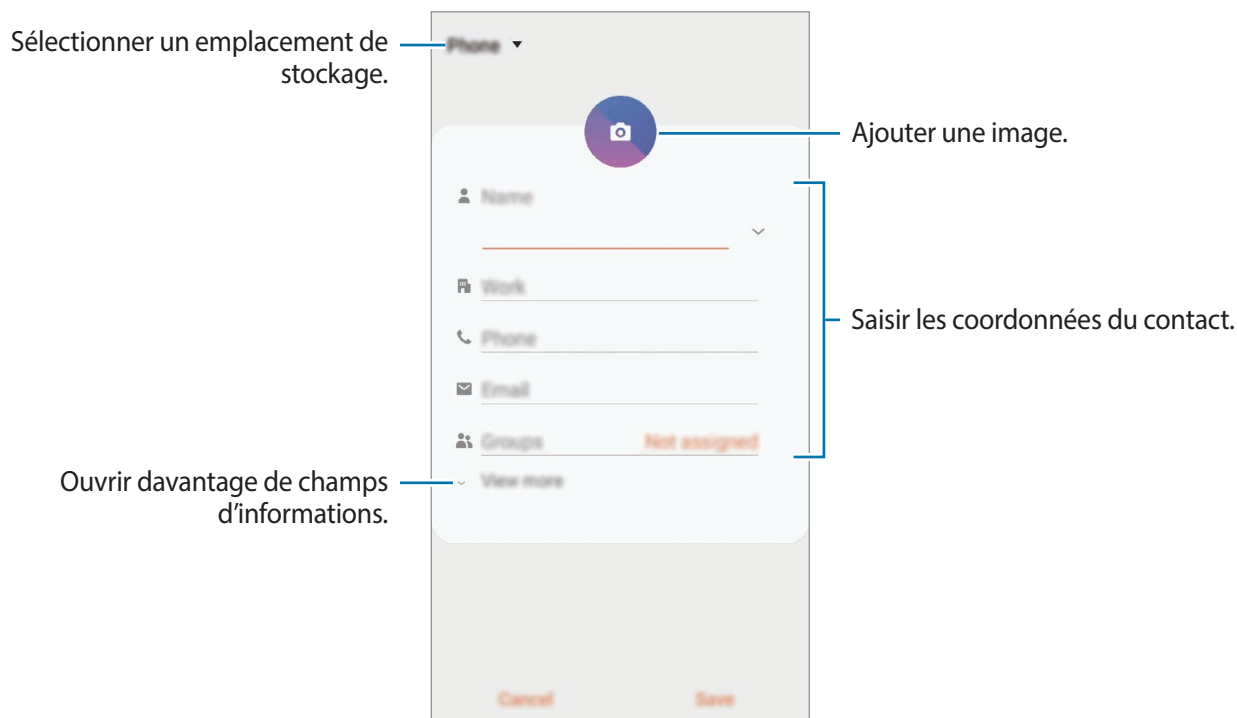 Sélectionner un emplacement de
stockage.
Phone
Ajouter une image.
Name
Work
Saisir les coordonnées du contact.
Phone
Email
Groups Not assigned
Ouvrir davantage de champs
d’informations.
View more
Cancel Save